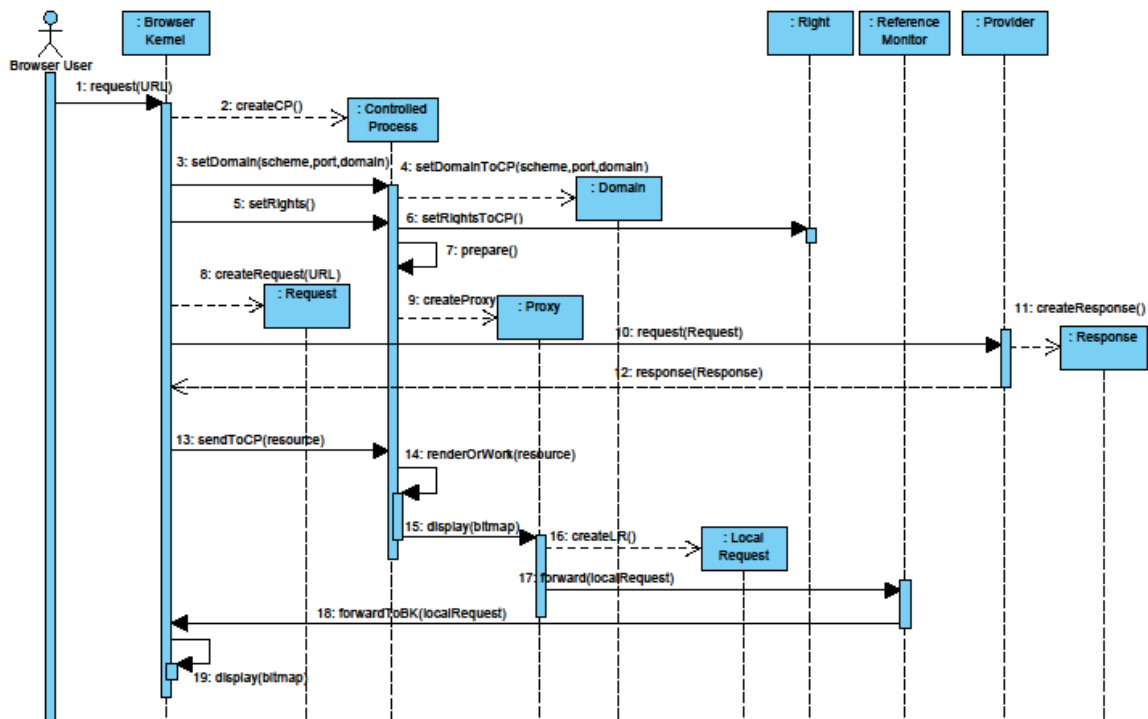 : Browser
Kernel
: Right
: Reference
Monitor
: Provider
Browser User
1: request(URL)
2: createCP()
: Controlled
Process
3: setDomain(scheme,port,domain)
4: setDomainToCP(scheme,port,domain)
: Domain
5: setRights()
6: setRightsToCP()
7: prepare()
8: createRequest(URL)
: Request
9: createProxy
: Proxy
10: request(Request)
11: createResponse()
: Response
12: response(Response)
13: sendToCP(resource)
14: renderOrWork(resource)
15: display(bitmap)
16: createLR()
: Local
Request
17: forward(localRequest)
18: forwardToBK(localRequest)
19: display(bitmap)